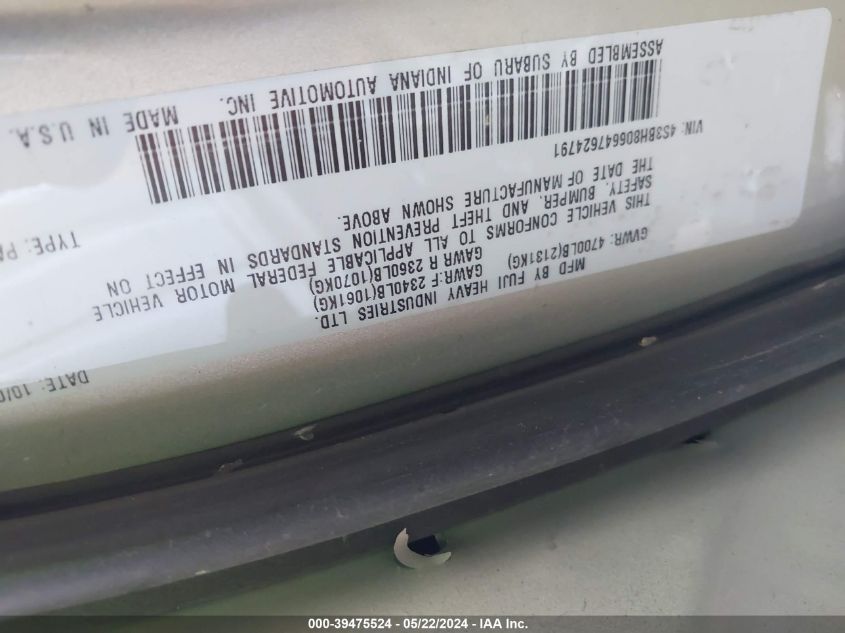 MFD BY FUJI HEAVY INDUSTRIES LTD. DATE: 10/0
GVWR: 4700LB(2131KG) GAWR:F 2340LB(1061KG)
GAWR R 2360LB(1070KG)
THIS VEHICLE CONFORMS TO ALL APPLICABLE FEDERAL MOTOR VEHICLE
SAFETY, BUMPER, AND THEFT PREVENTION STANDARDS IN EFFECT ON
THE DATE OF MANUFACTURE SHOWN ABOVE.
VIN: 4S3BH806647624791 TYPE: PA
ASSEMBLED BY SUBARU OF INDIANA AUTOMOTIVE INC. MADE IN U.S.A.
000-39475524 - 05/22/2024 - IAA Inc.